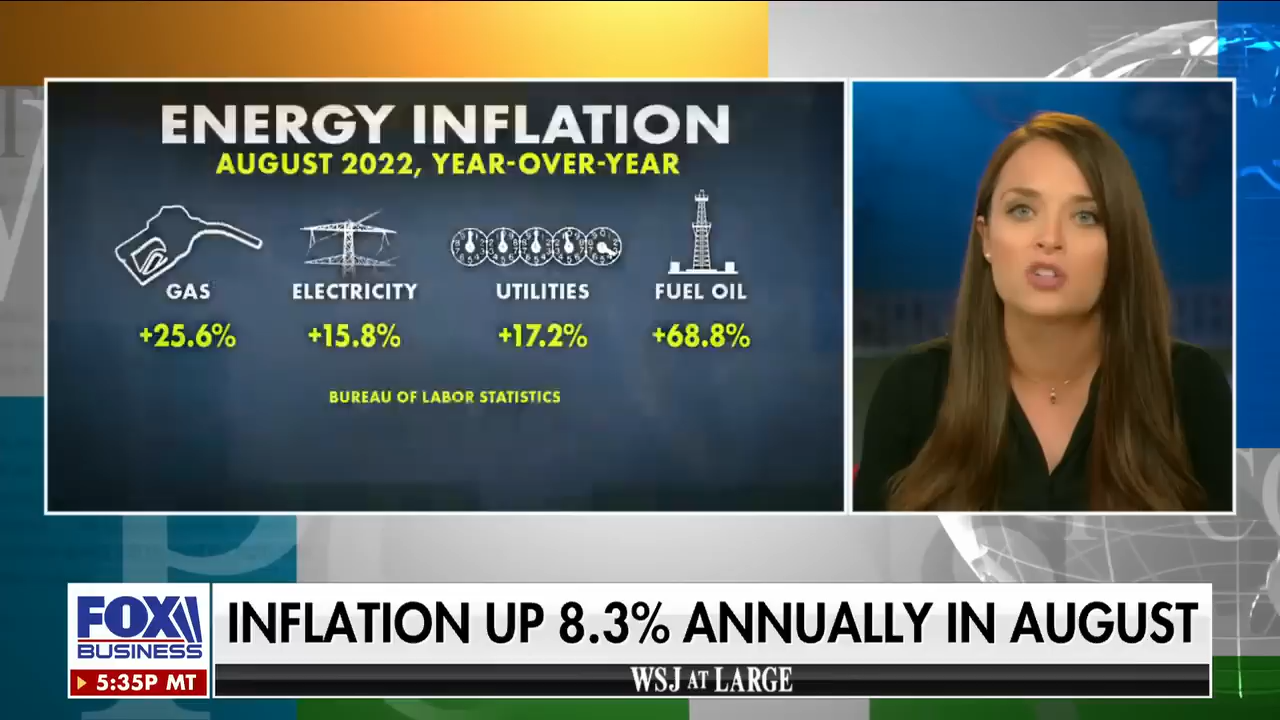 ENERGY INFLATION
AUGUST 2022, YEAR-OVER-YEAR
GAS ELECTRICITY UTILITIES FUEL OIL
+25.6% +15.8% +17.2% +68.8%
BUREAU OF LABOR STATISTICS
FOX BUSINESS
INFLATION UP 8.3% ANNUALLY IN AUGUST
5:35P MT
WSJ AT LARGE